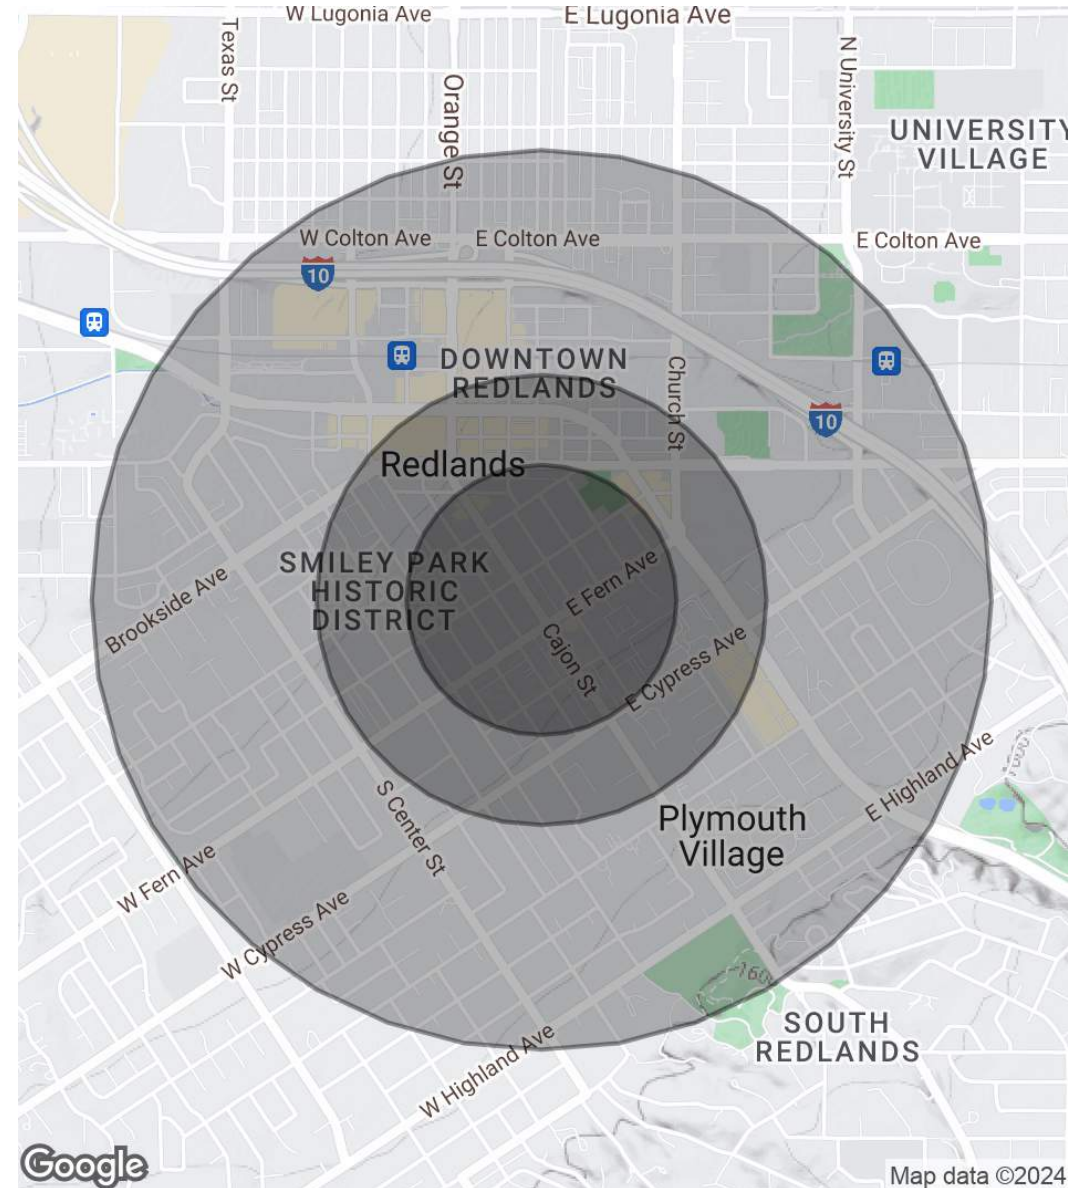 W Lugonia Ave
E Lugonia Ave
Texas St
Orange St
N University St
UNIVERSITY
VILLAGE
W Colton Ave
E Colton Ave
E Colton Ave
10
DOWNTOWN
REDLANDS
Church St
10
Redlands
SMILEY PARK
HISTORIC
DISTRICT
E Fern Ave
Brookside Ave
Cajon St
E Cypress Ave
E Highland Ave
S Center St
Plymouth
Village
W Fern Ave
W Cypress Ave
SOUTH
REDLANDS
W Highland Ave
Google
Map data ©2024